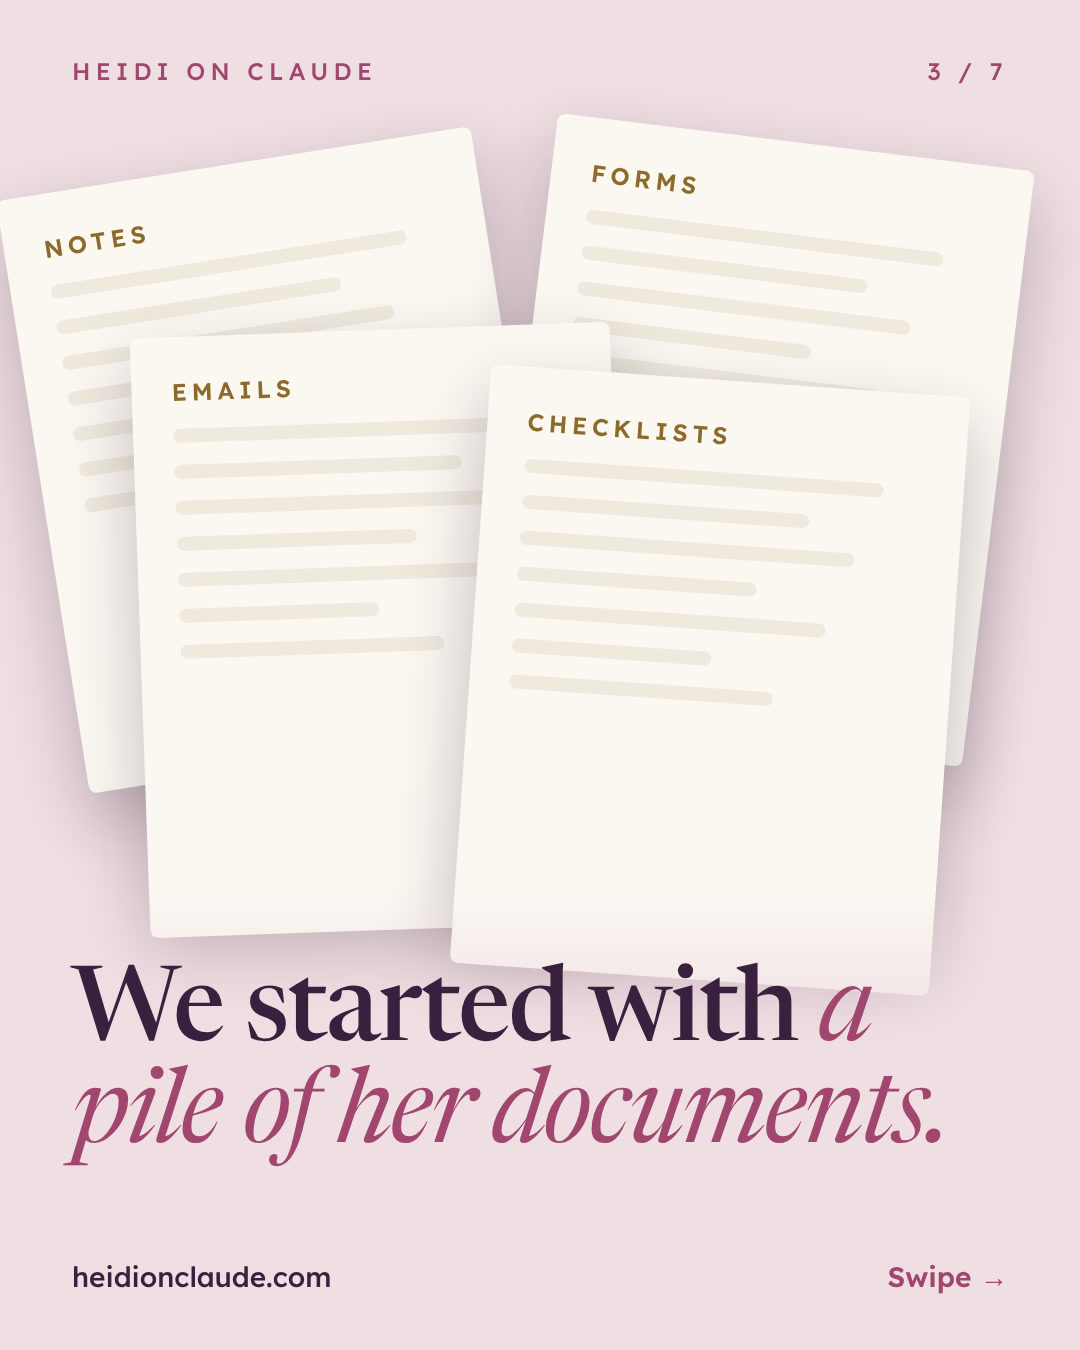 HEIDI ON CLAUDE
3 / 7
NOTES
FORMS
EMAILS
CHECKLISTS
We started with a
pile of her documents.
heidionclaude.com
Swipe →